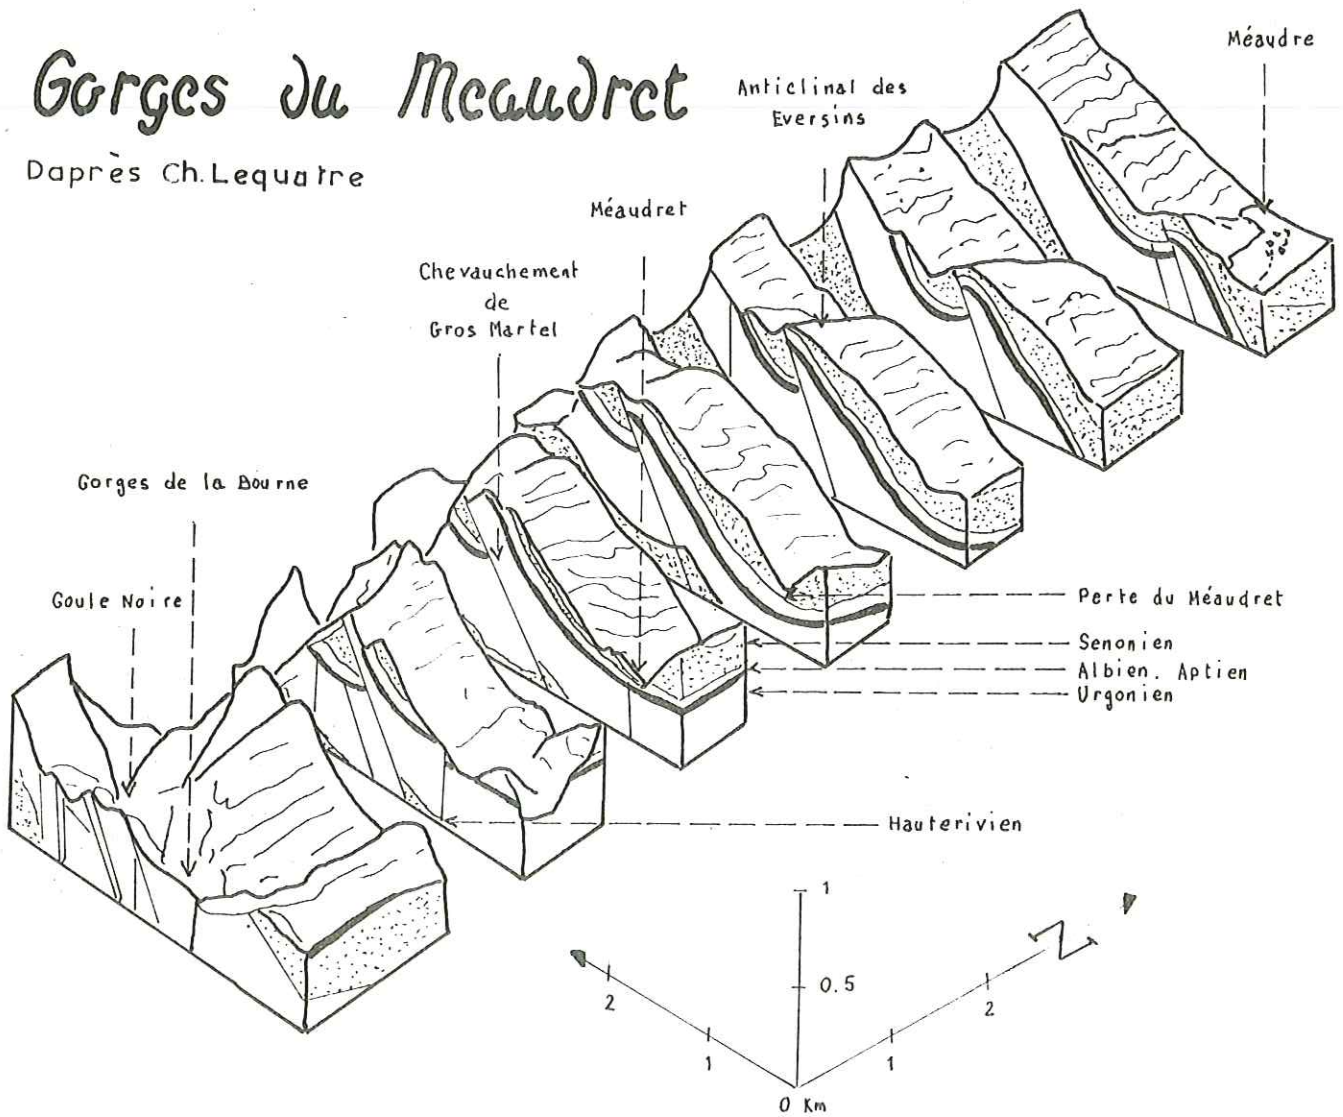 Gorges du Meaudret
Daprès Ch. Lequatre
Méaudre
Anticlinal des
Eversins
Méaudret
Chevauchement
de
Gros Martel
Gorges de la Bourne
Goule Noire
Perte du Méaudret
Senonien
Albien. Aptien
Urgonien
Hauterivien
1
0.5
2
1
0 Km
1
2
N